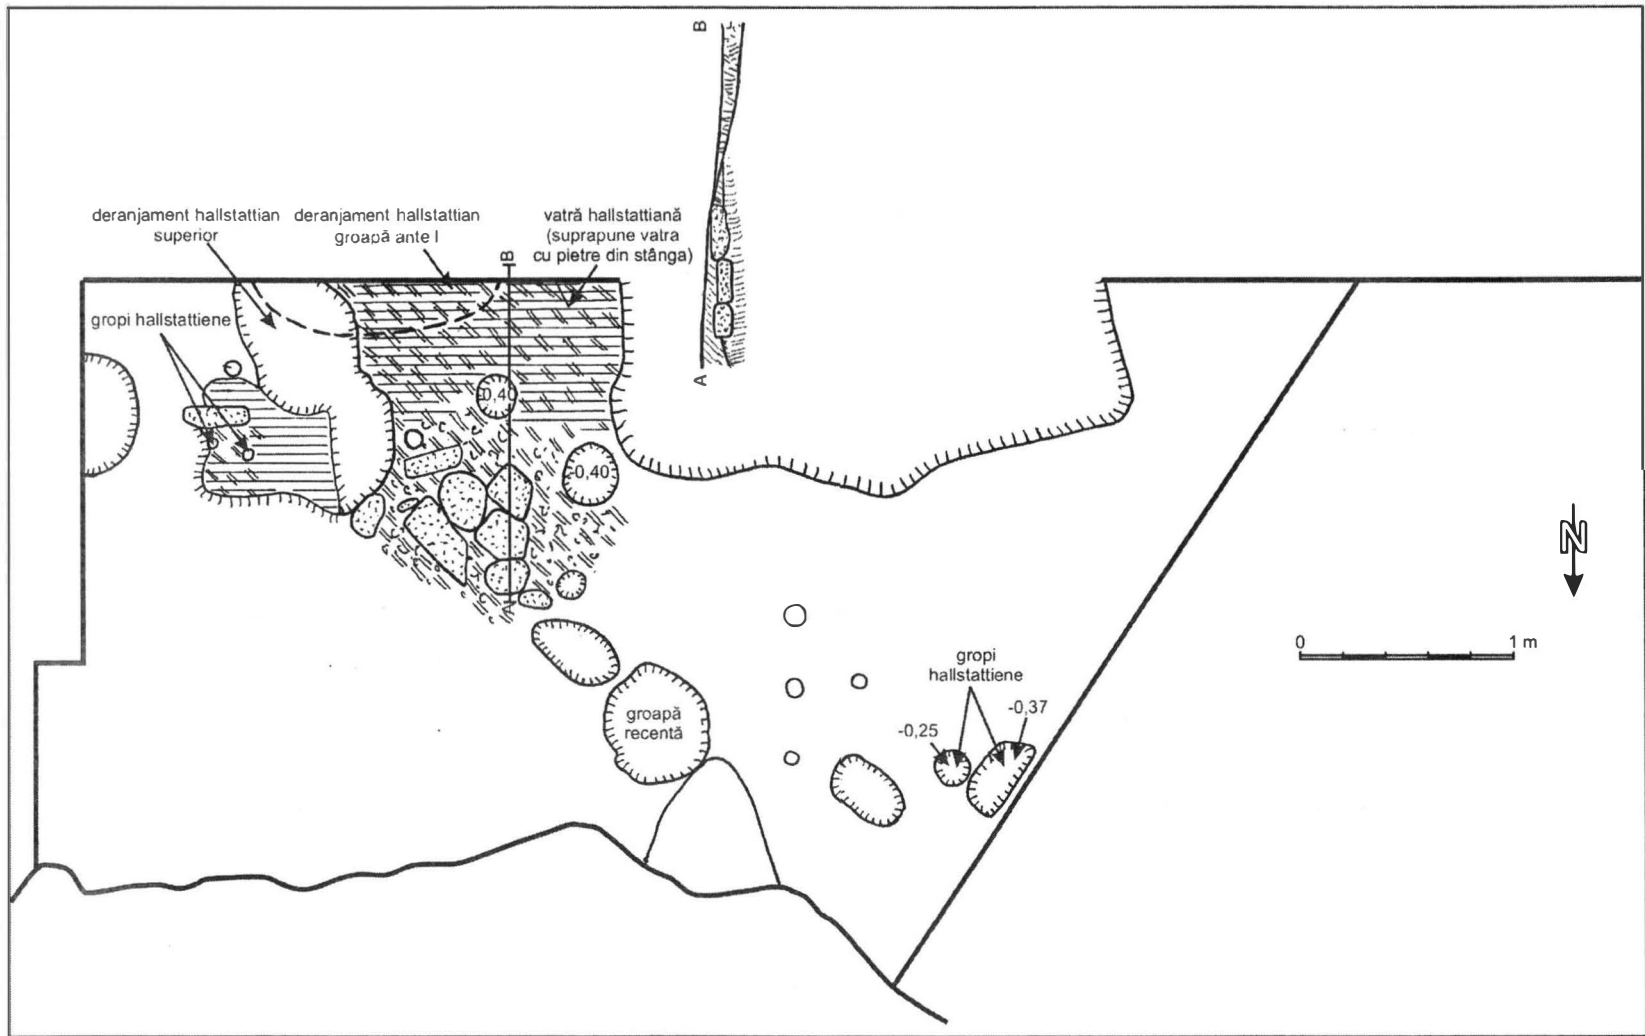 B
A
deranjament hallstattian
superior
deranjament hallstattian
groapă ante I
vatră hallstattiană
(suprapune vatra
cu pietre din stânga)
B
gropi hallstattiene
-0,40
-0,40
A
N
0
1 m
gropi
hallstattiene
-0,25
-0,37
groapă
recentă